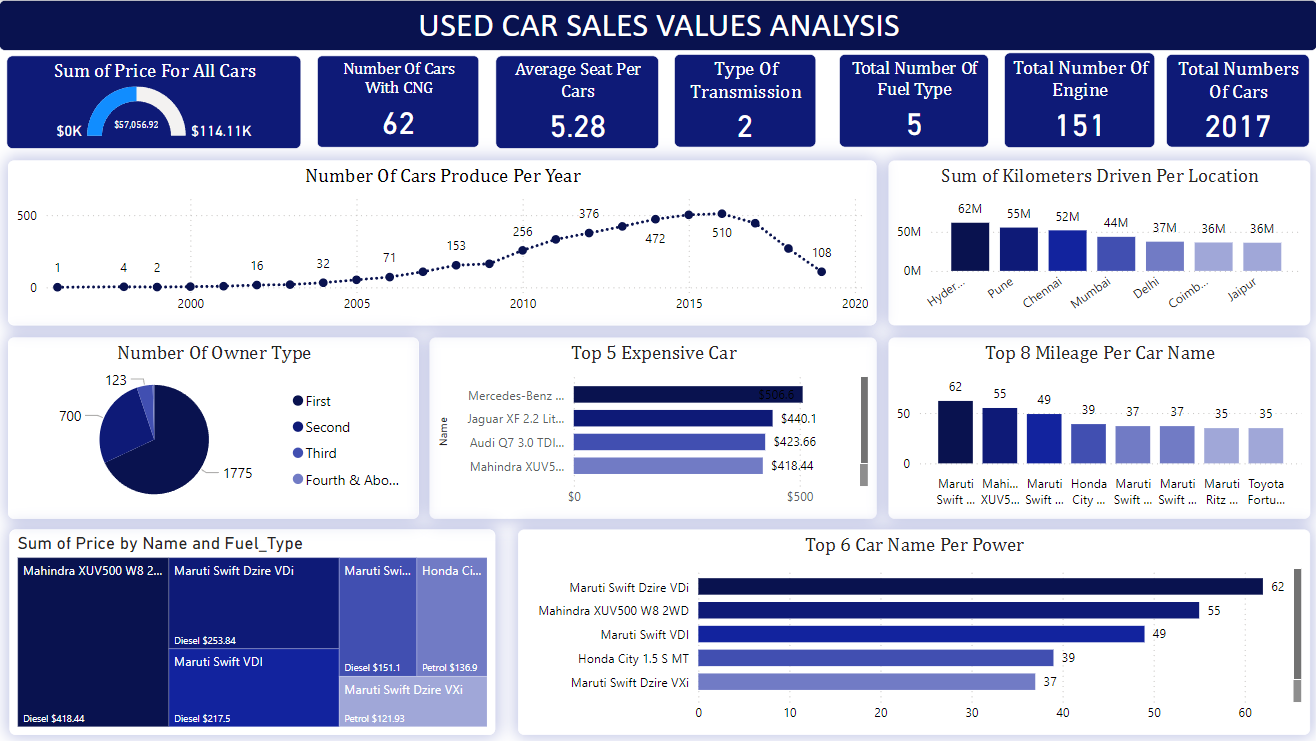 USED CAR SALES VALUES ANALYSIS
Sum of Price For All Cars
$0K
$57,056.92
$114.11K
Number Of Cars
With CNG
62
Average Seat Per
Cars
5.28
Type Of
Transmission
2
Total Number Of
Fuel Type
5
Total Number Of
Engine
151
Total Numbers
Of Cars
2017
Number Of Cars Produce Per Year
500
0
1
4
2
16
32
71
153
256
376
472
510
108
2000
2005
2010
2015
2020
Sum of Kilometers Driven Per Location
50M
0M
62M
55M
52M
44M
37M
36M
36M
Hyder...
Pune
Chennai
Mumbai
Delhi
Coimb...
Jaipur
Number Of Owner Type
123
700
1775
First
Second
Third
Fourth & Abo...
Top 5 Expensive Car
Name
Mercedes-Benz ...
$506.6
Jaguar XF 2.2 Lit...
$440.1
Audi Q7 3.0 TDI...
$423.66
Mahindra XUV5...
$418.44
$0
$500
Top 8 Mileage Per Car Name
50
0
62
55
49
39
37
37
35
35
Maruti
Swift ...
Mahi...
XUV5...
Maruti
Swift ...
Honda
City ...
Maruti
Swift ...
Maruti
Swift ...
Maruti
Ritz ...
Toyota
Fortu...
Sum of Price by Name and Fuel_Type
Mahindra XUV500 W8 2...
Diesel $418.44
Maruti Swift Dzire VDi
Diesel $253.84
Maruti Swift VDI
Diesel $217.5
Maruti Swi...
Diesel $151.1
Honda Ci...
Petrol $136.9
Maruti Swift Dzire VXi
Petrol $121.93
Top 6 Car Name Per Power
Maruti Swift Dzire VDi
62
Mahindra XUV500 W8 2WD
55
Maruti Swift VDI
49
Honda City 1.5 S MT
39
Maruti Swift Dzire VXi
37
0
10
20
30
40
50
60